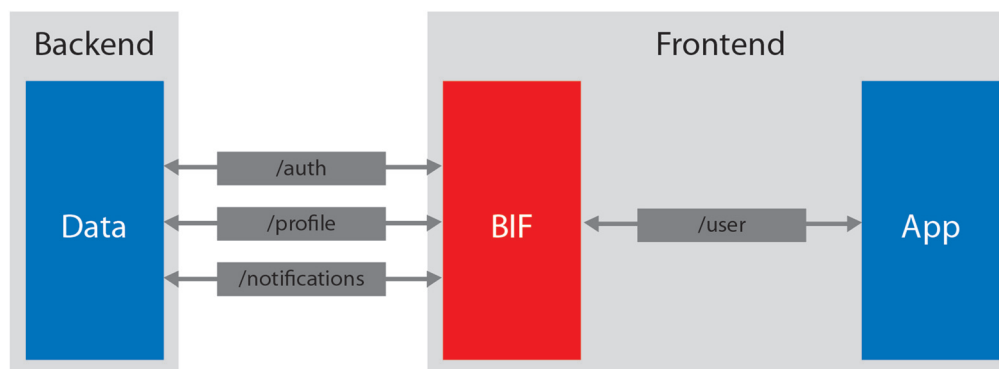 Backend
Frontend
Data
/auth
/profile
/notifications
BIF
/user
App